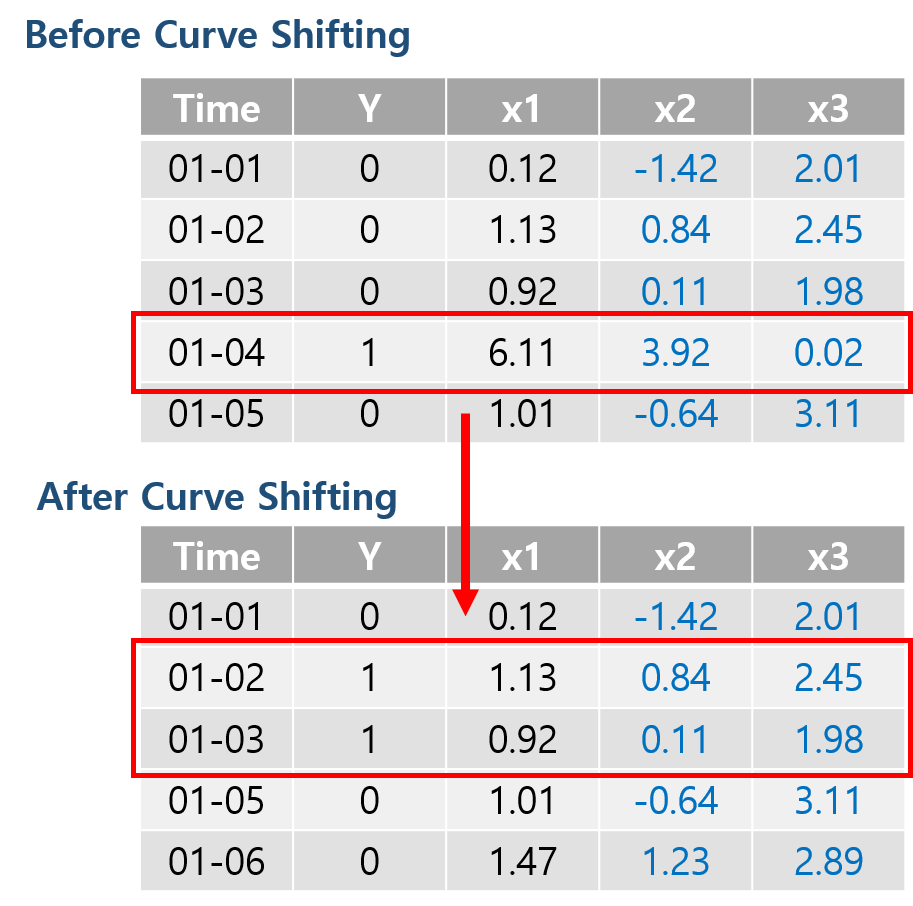 Before Curve Shifting
Time Y x1 x2 x3
01-01 0 0.12 -1.42 2.01
01-02 0 1.13 0.84 2.45
01-03 0 0.92 0.11 1.98
01-04 1 6.11 3.92 0.02
01-05 0 1.01 -0.64 3.11
After Curve Shifting
Time Y x1 x2 x3
01-01 0 0.12 -1.42 2.01
01-02 1 1.13 0.84 2.45
01-03 1 0.92 0.11 1.98
01-05 0 1.01 -0.64 3.11
01-06 0 1.47 1.23 2.89